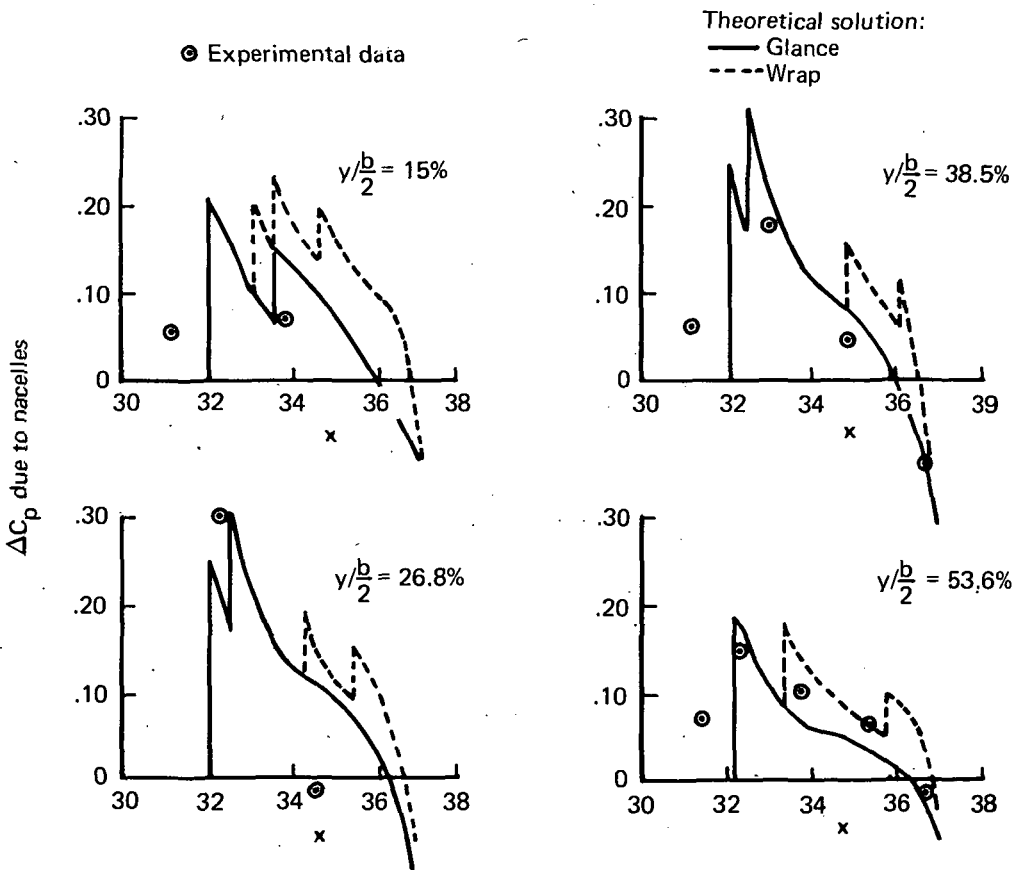 Experimental data
Theoretical solution:
Glance
Wrap
ΔCp due to nacelles
.30
.20
.10
0
30 32 34 36 38
x
y/b/2 = 15%
.30
.20
.10
0
30 32 34 36 39
x
y/b/2 = 38.5%
.30
.20
.10
0
30 32 34 36 38
x
y/b/2 = 26.8%
.30
.20
.10
0
30 32 34 36 38
x
y/b/2 = 53.6%